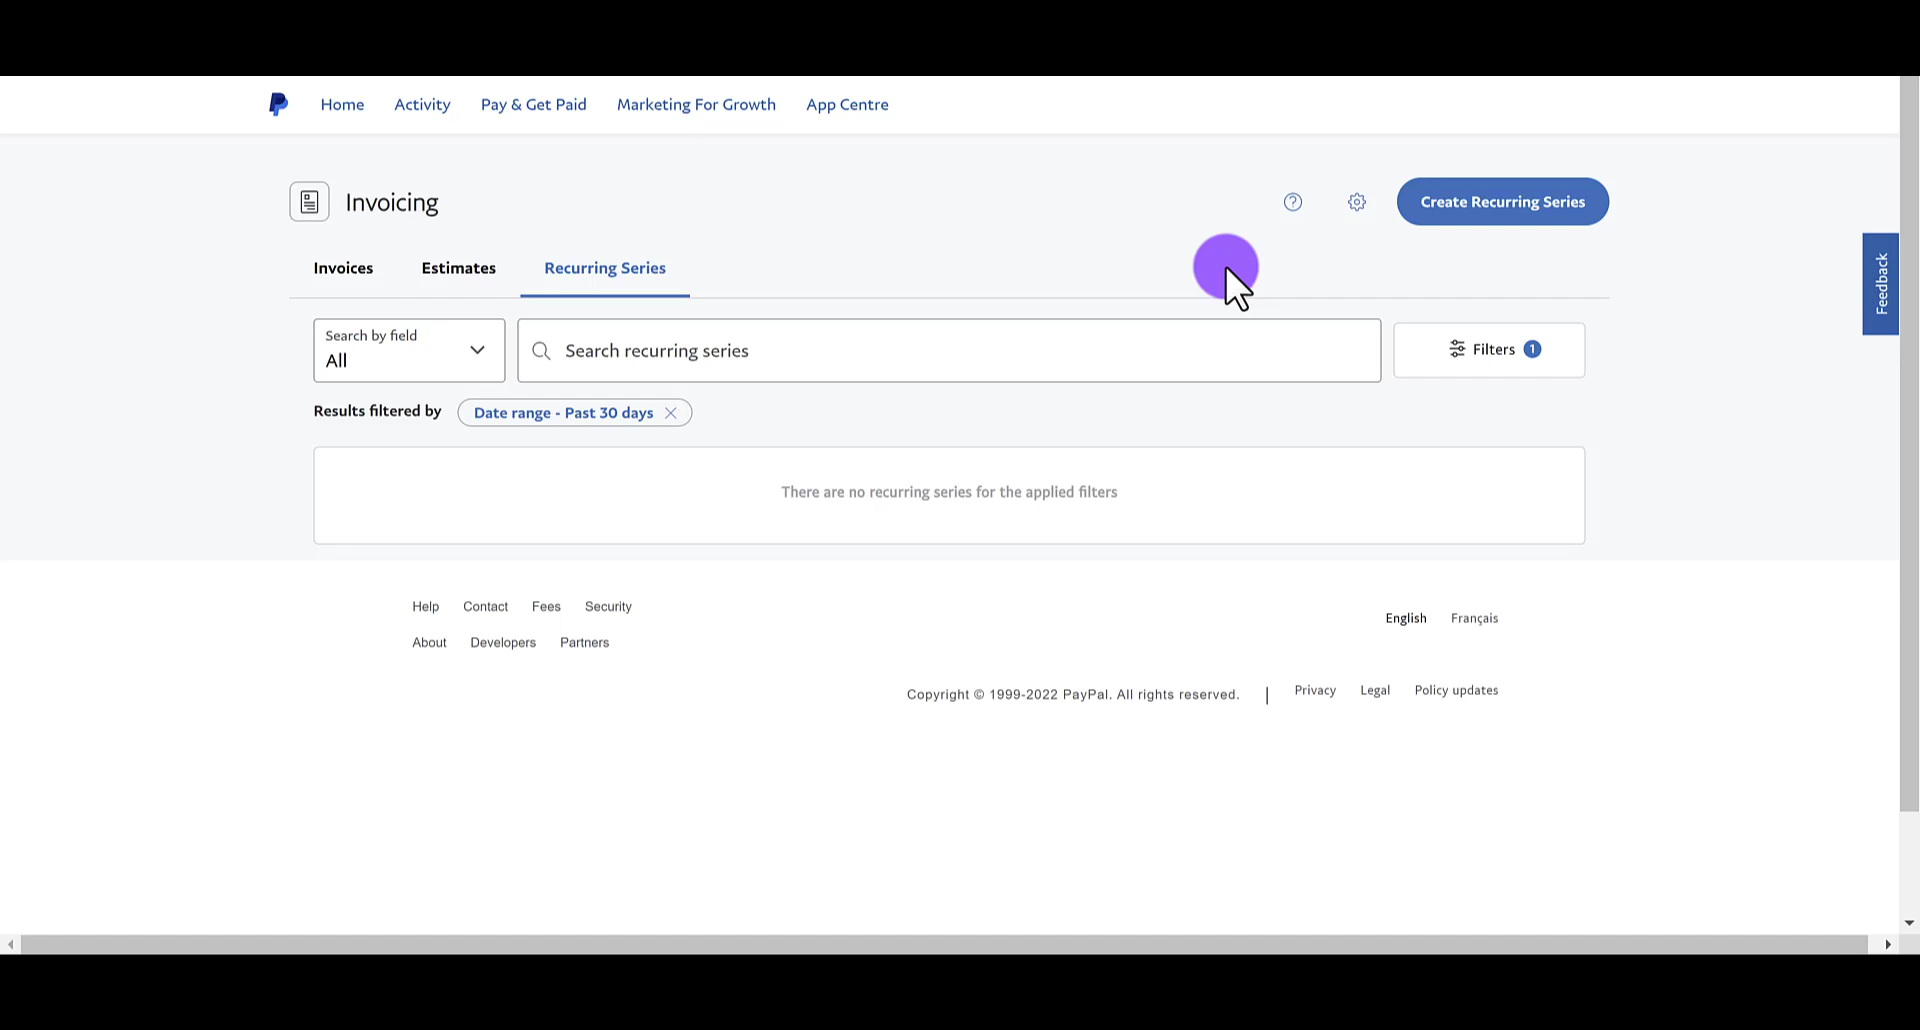 Home Activity Pay & Get Paid Marketing For Growth App Centre
Invoicing
Create Recurring Series
Invoices Estimates Recurring Series
Feedback
Search by field
All
Search recurring series
Filters 1
Results filtered by Date range - Past 30 days
There are no recurring series for the applied filters
Help Contact Fees Security
About Developers Partners
English Français
Copyright © 1999-2022 PayPal. All rights reserved. | Privacy Legal Policy updates